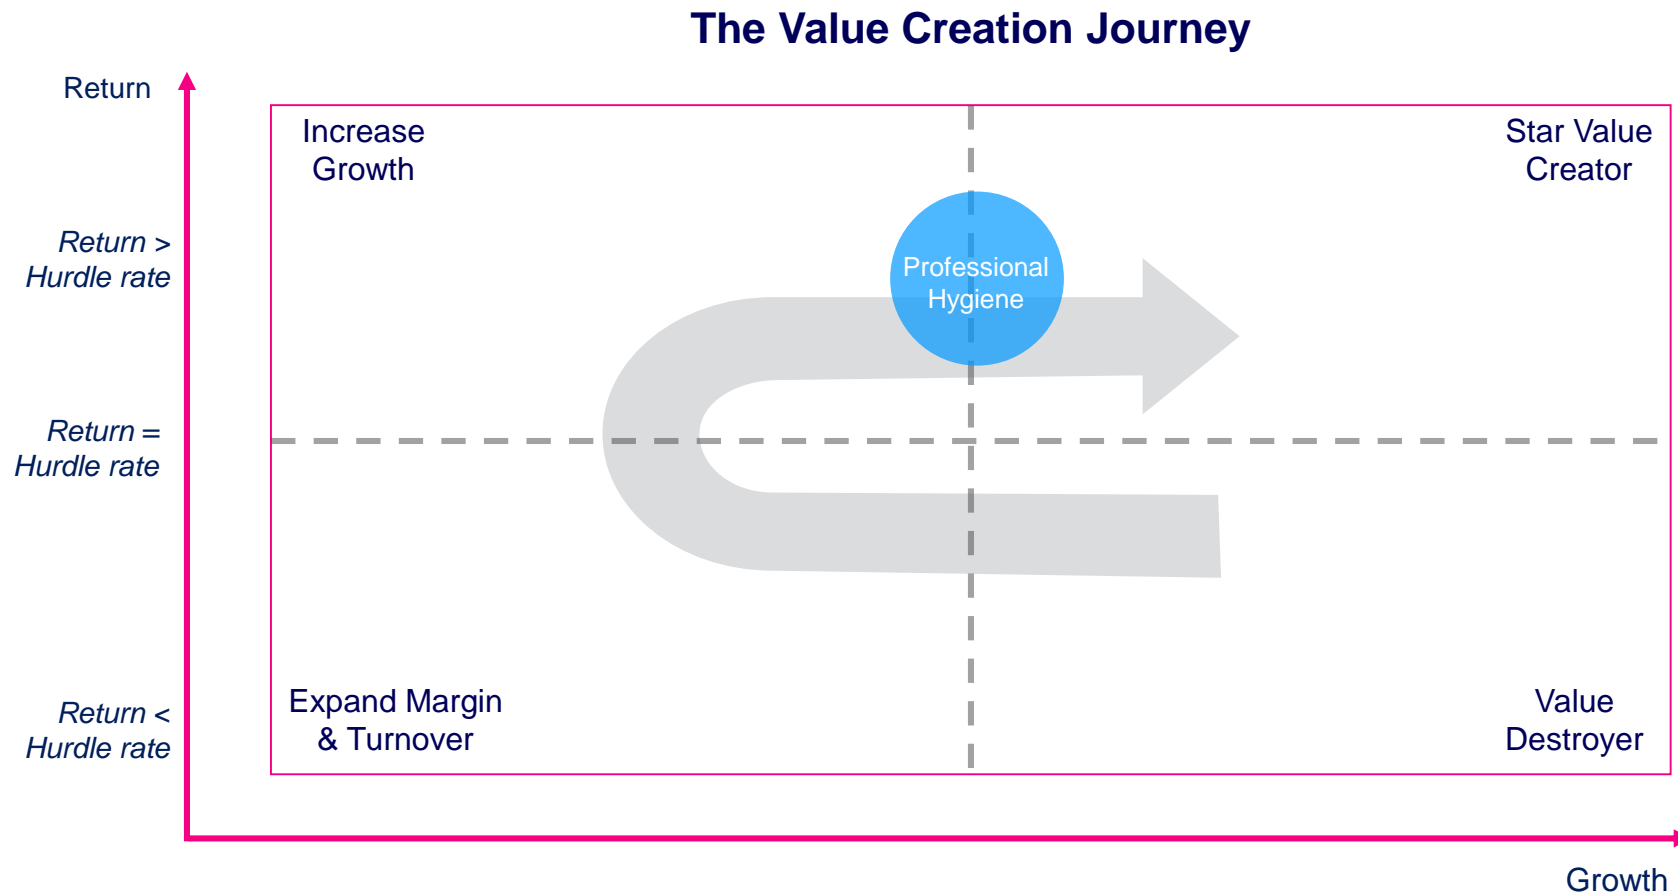 The Value Creation Journey
Return
Increase
Growth
Star Value
Creator
Return >
Hurdle rate
Professional
Hygiene
Return =
Hurdle rate
Expand Margin
& Turnover
Value
Destroyer
Return <
Hurdle rate
Growth